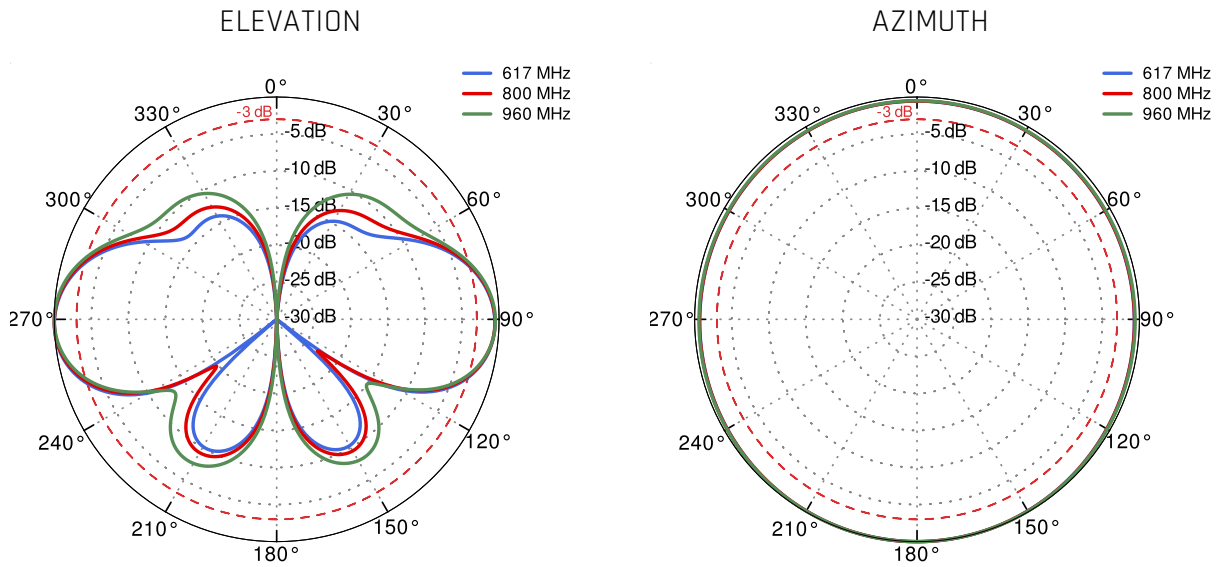 ELEVATION
617 MHz
800 MHz
960 MHz
0°
330°
-3 dB
30°
-5 dB
-10 dB
300°
-15 dB
60°
-20 dB
-25 dB
270°
-30 dB
90°
240°
120°
210°
150°
180°
AZIMUTH
617 MHz
800 MHz
960 MHz
0°
330°
-3 dB
30°
-5 dB
-10 dB
300°
-15 dB
60°
-20 dB
-25 dB
270°
-30 dB
90°
240°
120°
210°
150°
180°